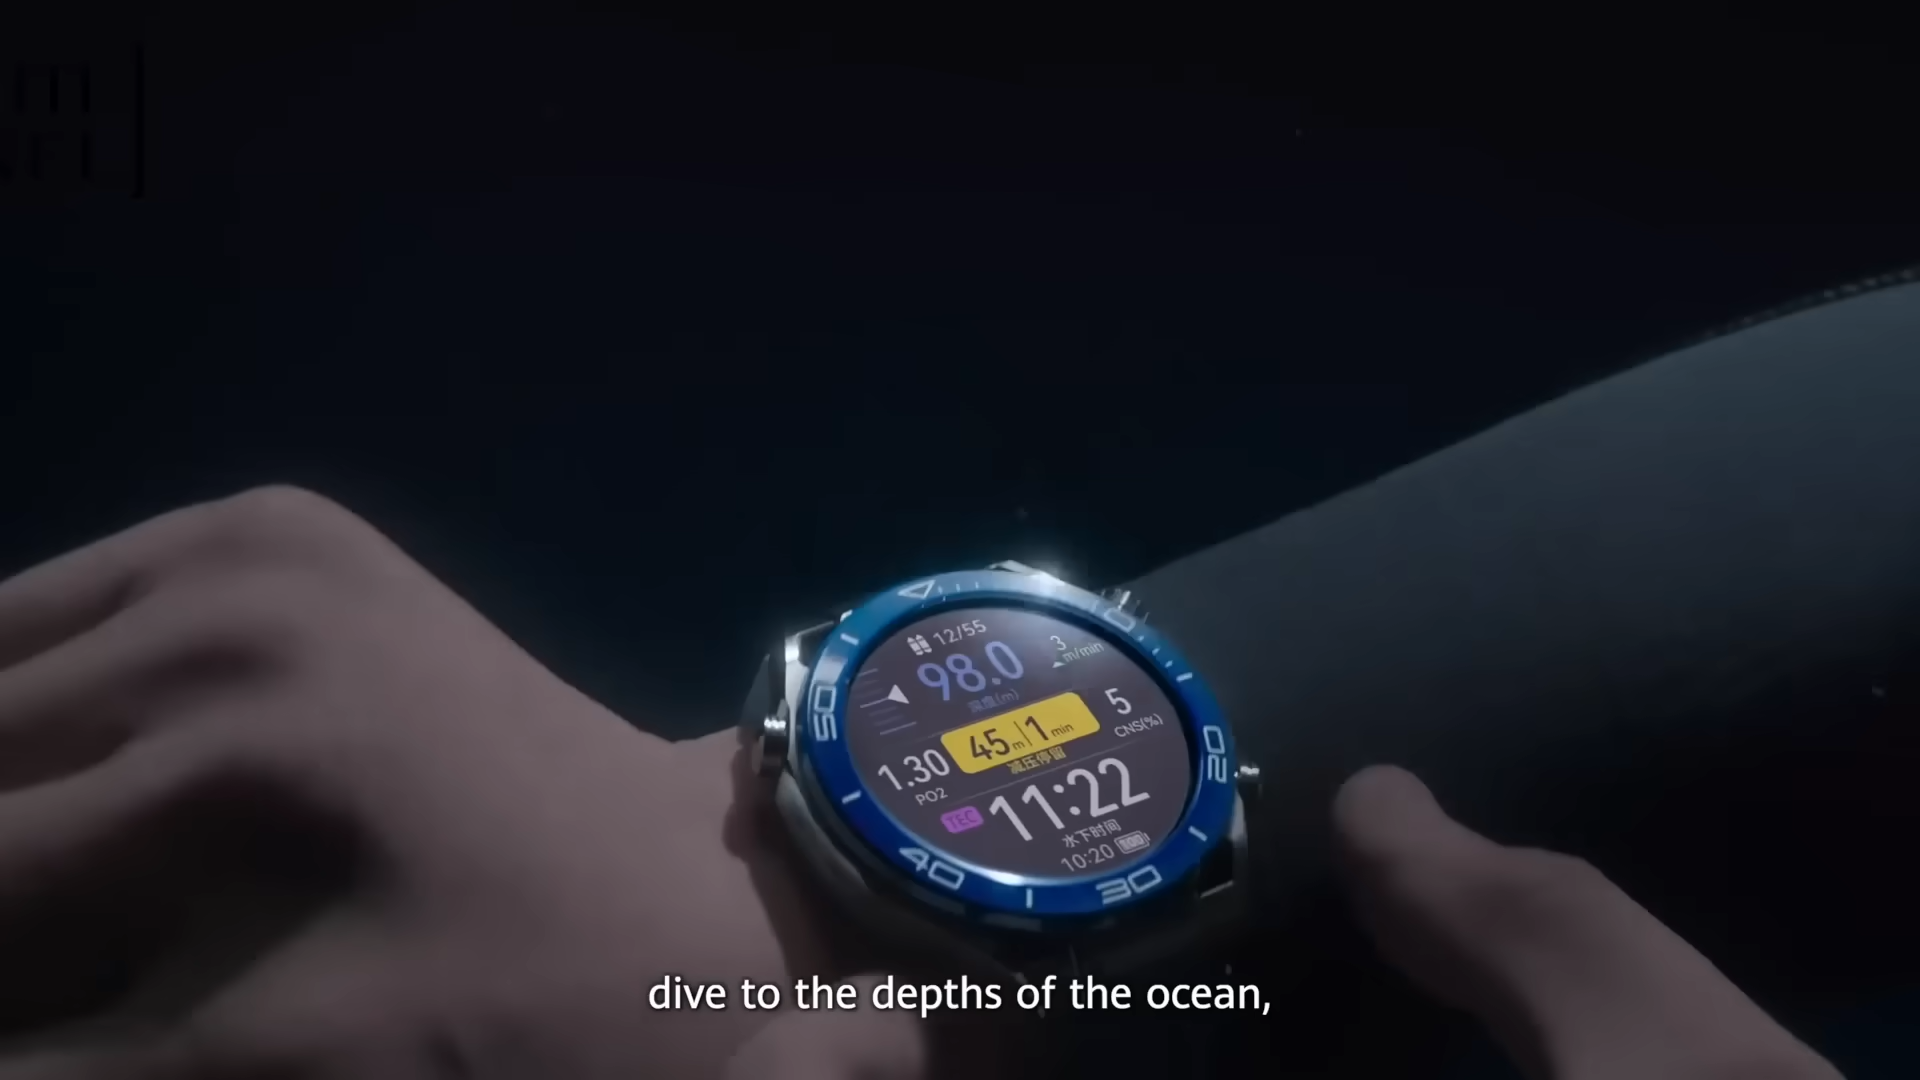 12/55
98.0
深度(m)
3
m/min
45m|1min
减压停留
5
CNS(%)
1.30
PO2
TEC
11:22
水下时间
10:20
50
40
30
20
dive to the depths of the ocean,